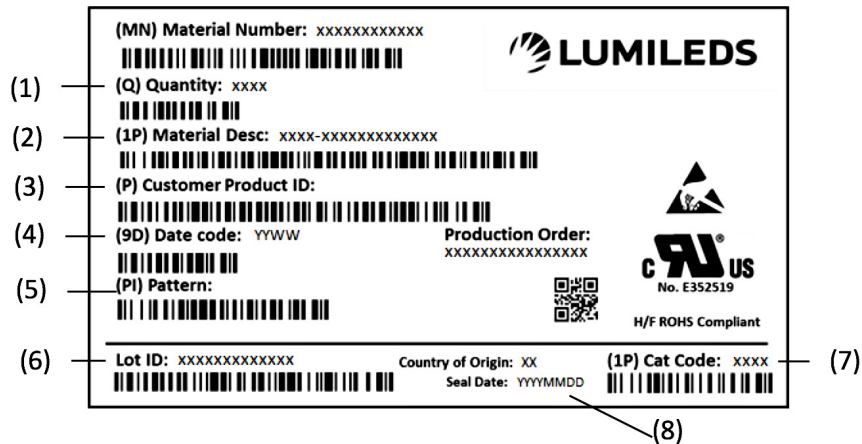 (MN) Material Number: xxxxxxxxxxxx
LUMILEDS
(1) (Q) Quantity: xxxx
(2) (1P) Material Desc: xxxx-xxxxxxxxxxxxx
(3) (P) Customer Product ID:
(4) (9D) Date code: YYWW
Production Order:
xxxxxxxxxxxxxxxx
c RU ® US
No. E352519
(5) (PI) Pattern:
H/F ROHS Compliant
(6) Lot ID: xxxxxxxxxxxxx
Country of Origin: XX
(1P) Cat Code: xxxx (7)
Seal Date: YYYYMMDD
(8)